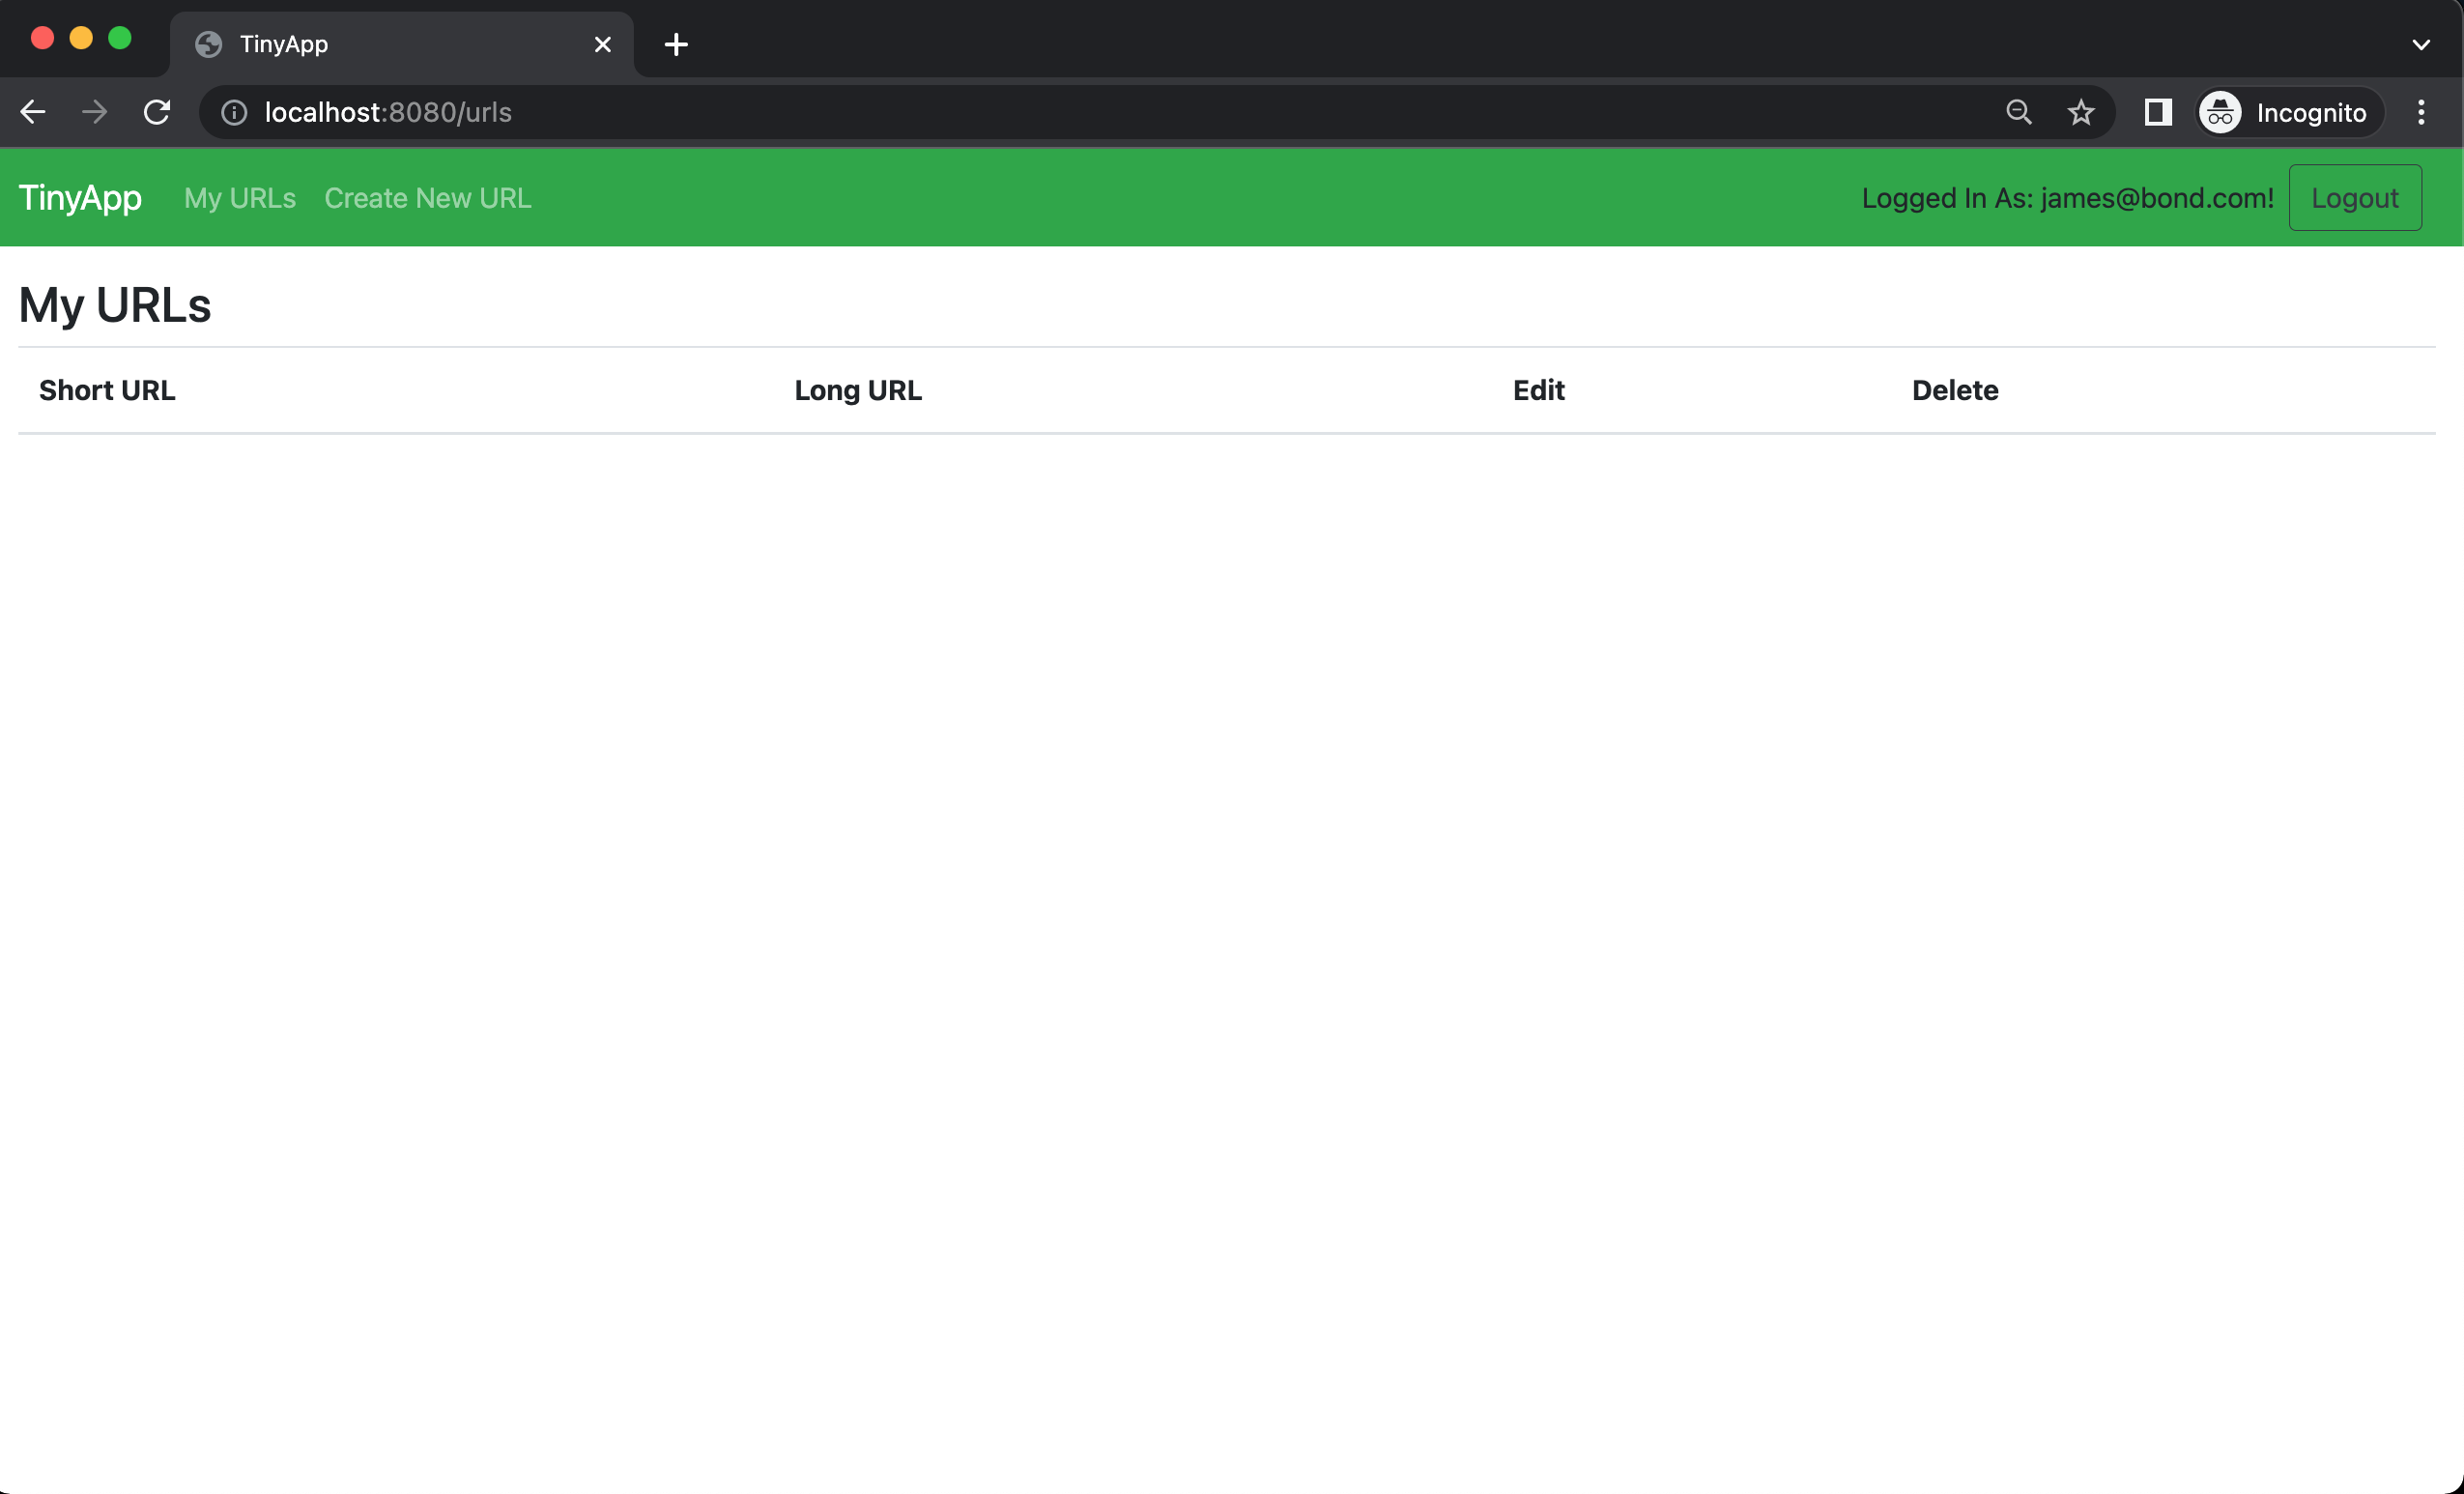 TinyApp
localhost:8080/urls Incognito
TinyApp My URLs Create New URL Logged In As: james@bond.com! Logout
My URLs
Short URL Long URL Edit Delete